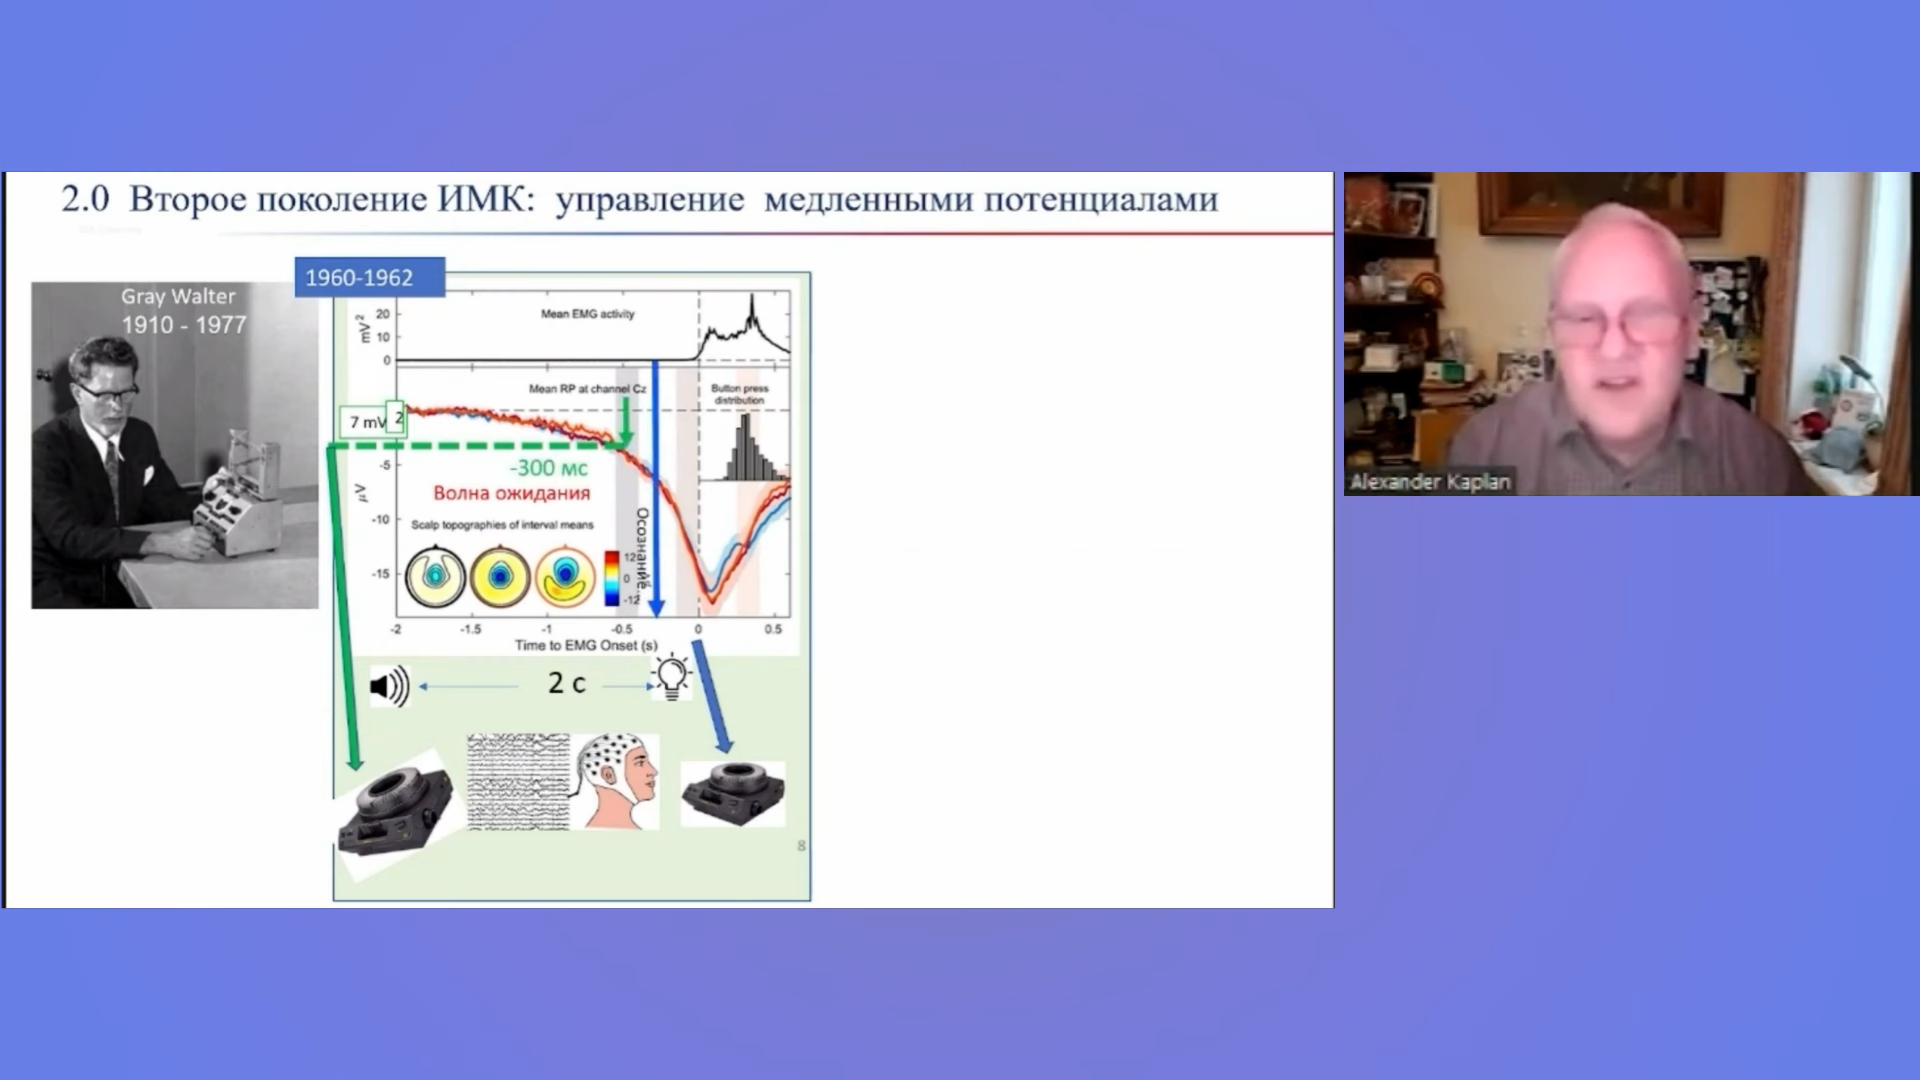 2.0 Второе поколение ИМК: управление медленными потенциалами
Gray Walter
1910 - 1977
1960-1962
Mean EMG activity
mV²
20
10
0
Mean RP at channel Cz
Button press
distribution
7 mV
2
-300 мс
Волна ожидания
Осознание
Scalp topographies of interval means
12
0
-12
µV
-5
-10
-15
-2
-1.5
-1
-0.5
0
0.5
Time to EMG Onset (s)
2 с
8
Alexander Kaplan